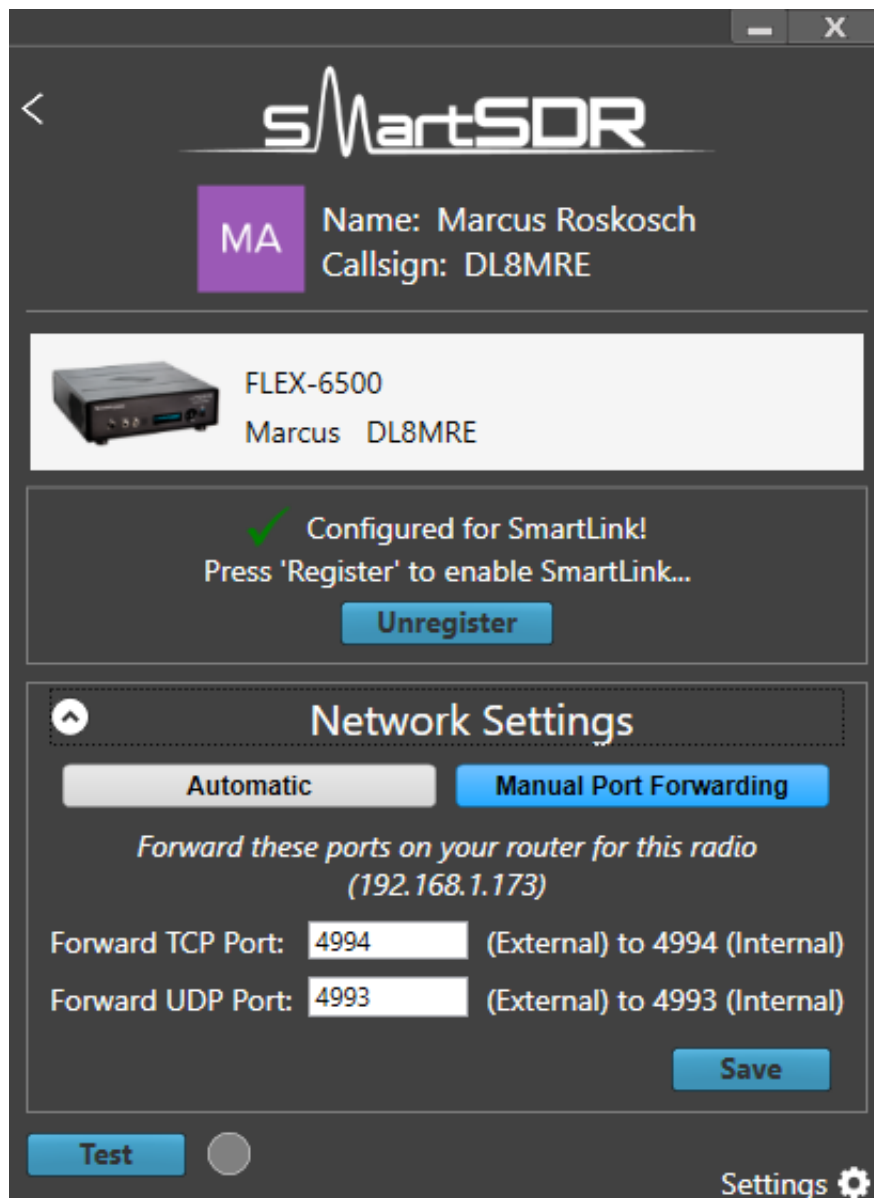 X
smartSDR
MA
Name: Marcus Roskosch
Callsign: DL8MRE
FLEX-6500
Marcus DL8MRE
Configured for SmartLink!
Press 'Register' to enable SmartLink...
Unregister
Network Settings
Automatic Manual Port Forwarding
Forward these ports on your router for this radio
(192.168.1.173)
Forward TCP Port: 4994 (External) to 4994 (Internal)
Forward UDP Port: 4993 (External) to 4993 (Internal)
Save
Test
Settings